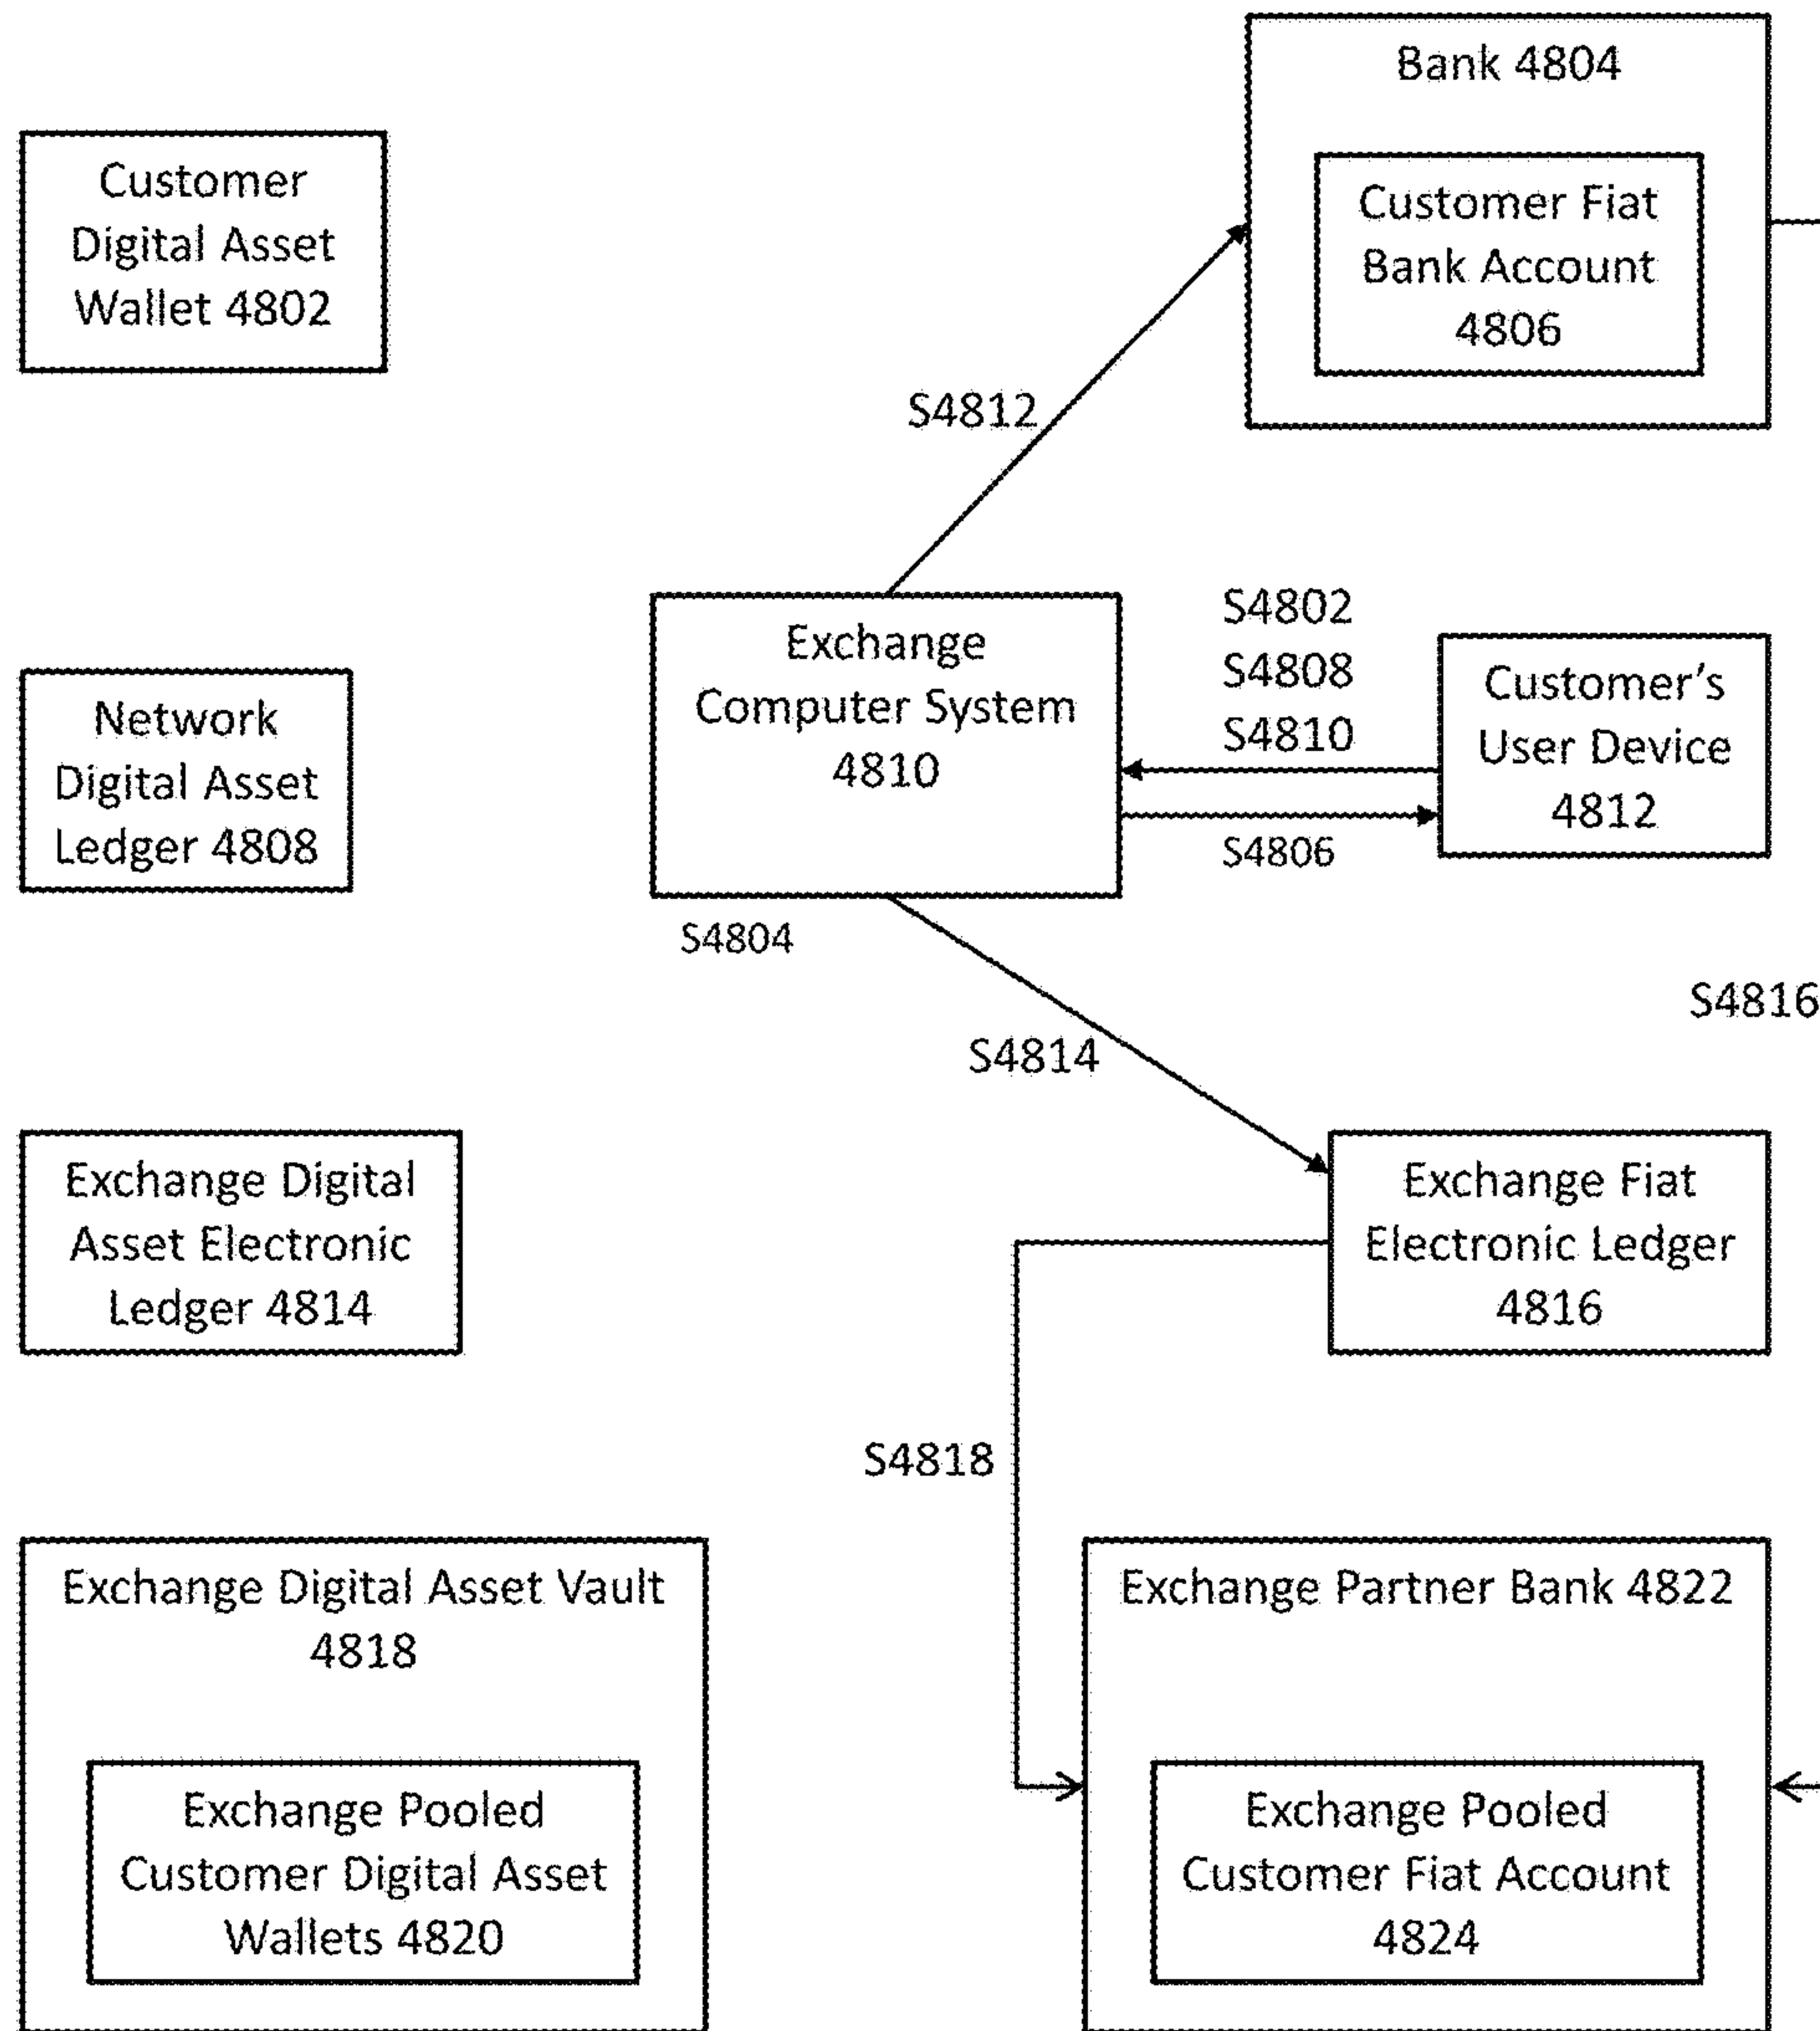 Bank 4804
Customer
Digital Asset
Wallet 4802
Customer Fiat
Bank Account
4806
S4812
Exchange
Computer System
4810
S4802
S4808
S4810
S4806
Customer's
User Device
4812
Network
Digital Asset
Ledger 4808
S4804
S4816
S4814
Exchange Digital
Asset Electronic
Ledger 4814
Exchange Fiat
Electronic Ledger
4816
S4818
Exchange Digital Asset Vault
4818
Exchange Pooled
Customer Digital Asset
Wallets 4820
Exchange Partner Bank 4822
Exchange Pooled
Customer Fiat Account
4824